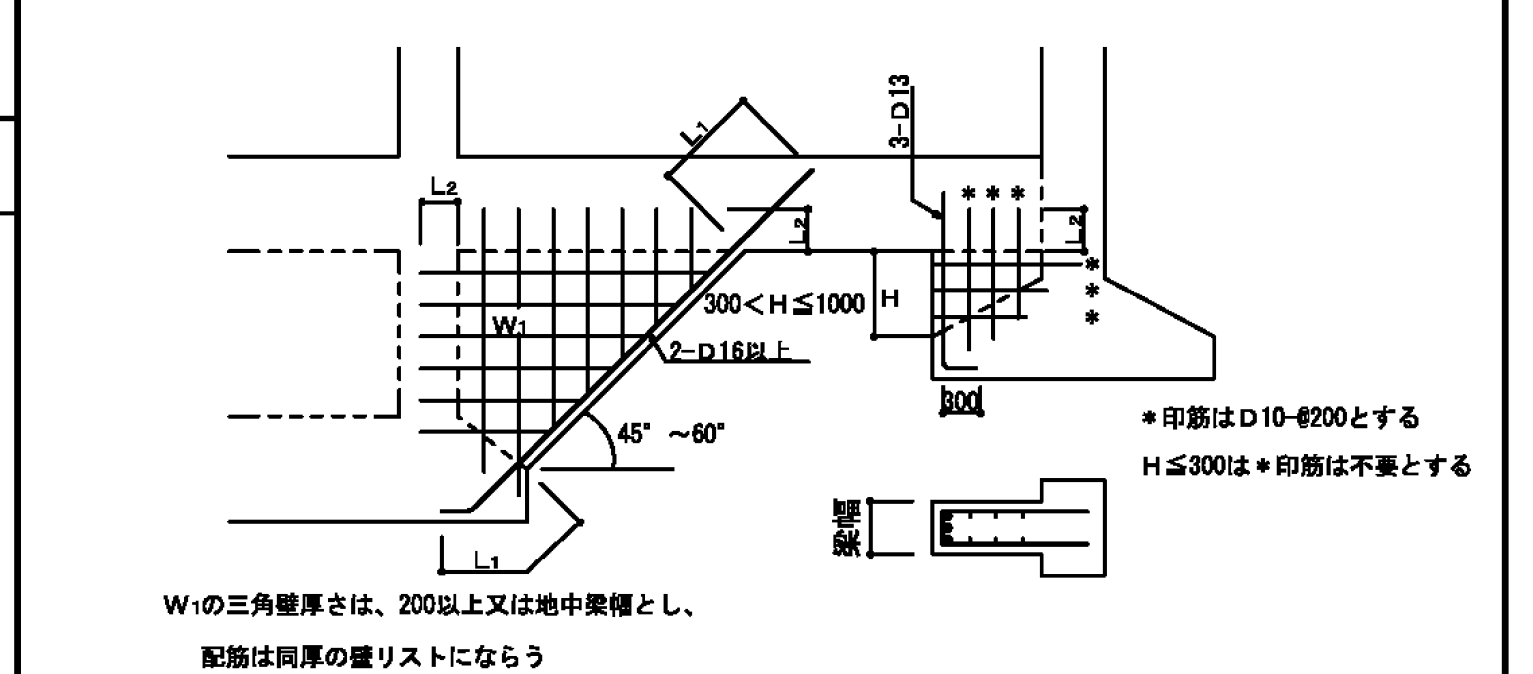 3-D13
L1
L2
* * *
L2
L2
*
*
*
300<H≦1000
H
W1
2-D16以上
300
45° ~60°
*印筋はD10-@200とする
H≦300は*印筋は不要とする
梁幅
L1
W1の三角壁厚さは、200以上又は地中梁幅とし、
配筋は同厚の壁リストにならう